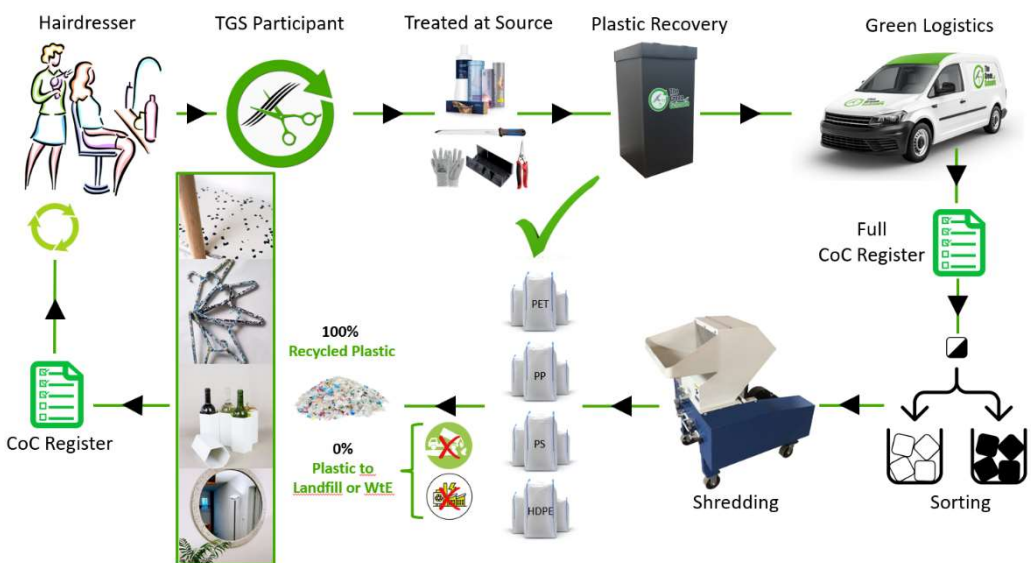 Hairdresser
TGS Participant
Treated at Source
Plastic Recovery
Green Logistics
Full
CoC Register
Sorting
Shredding
PET
PP
PS
HDPE
100%
Recycled Plastic
0%
Plastic to
Landfill or WtE
CoC Register